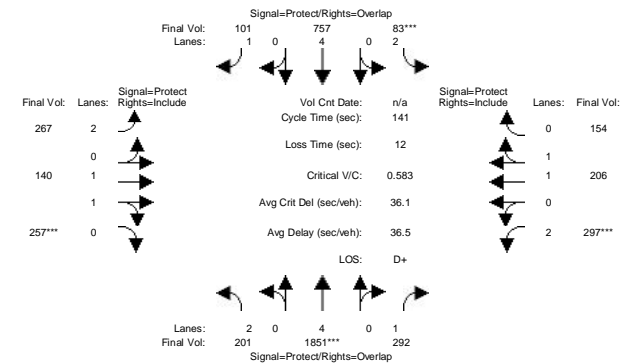 Signal=Protect/Rights=Overlap
Final Vol: 101 757 83***
Lanes: 1 0 4 0 2
Signal=Protect
Final Vol: Lanes: Rights=Include
Vol Cnt Date: n/a
Signal=Protect
Rights=Include Lanes: Final Vol:
267 2
Cycle Time (sec): 141
0 154
0
Loss Time (sec): 12
1
140 1
Critical V/C: 0.583
1 206
1
Avg Crit Del (sec/veh): 36.1
0
257*** 0
Avg Delay (sec/veh): 36.5
2 297***
LOS: D+
Lanes: 2 0 4 0 1
Final Vol: 201 1851*** 292
Signal=Protect/Rights=Overlap